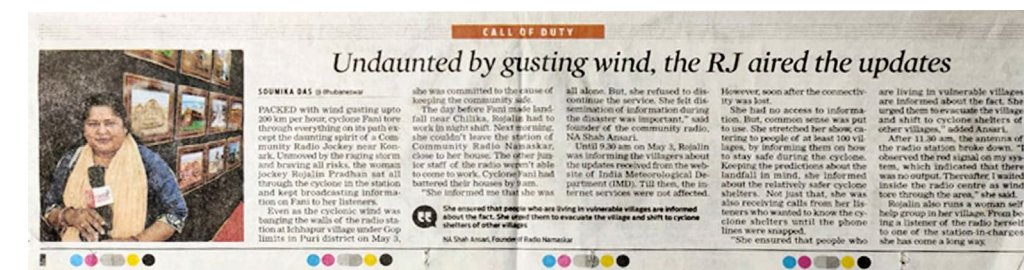 CALL OF DUTY
Undaunted by gusting wind, the RJ aired the updates
SOUMIKA DAS @ Bhubaneswar
PACKED with wind gusting upto
200 km per hour, cyclone Fani tore
through everything on its path ex-
cept the daunting spirit of a Com-
munity Radio Jockey near Kon-
ark. Unmoved by the raging storm
and braving all risks, the woman
jockey Rojalin Pradhan sat all
through the cyclone in the station
and kept broadcasting informa-
tion on Fani to her listeners.
Even as the cyclonic wind was
banging the walls of the radio sta-
tion at Ichhapur village under Gop
limits in Puri district on May 3,
she was committed to the cause of
keeping the community safe.
The day before Fani made land-
fall near Chilika, Rojalin had to
work in night shift. Next morning,
she couldn't leave the station of
Community Radio Namaskar,
close to her house. The other jun-
ior staff of the radio weren't able
to come to work. Cyclone Fani had
battered their houses by 9am.
"She informed me that she was
all alone. But, she refused to dis-
continue the service. She felt dis-
semination of information during
the disaster was important," said
founder of community radio,
NA Shah Ansari.
Until 9.30 am on May 3, Rojalin
was informing the villagers about
the updates received from the web-
site of India Meteorological De-
partment (IMD). Till then, the in-
ternet services were not affected.
She ensured that people who are living in vulnerable villages are informed
about the fact. She urged them to evacuate the village and shift to cyclone
shelters of other villages
NA Shah Ansari, Founder of Radio Namaskar
However, soon after the connectiv-
ity was lost.
She had no access to informa-
tion. But, common sense was put
to use. She stretched her show, ca-
tering to people of at least 100 vil-
lages, by informing them on how
to stay safe during the cyclone.
Keeping the predictions about the
landfall in mind, she informed
about the relatively safer cyclone
shelters. Not just that, she was
also receiving calls from her lis-
teners who wanted to know the cy-
clone shelters until the phone
lines were snapped.
"She ensured that people who
are living in vulnerable villages
are informed about the fact. She
urged them to evacuate the village
and shift to cyclone shelters of
other villages," added Ansari.
After 11.30 am, the antenna of
the radio station broke down. "I
observed the red signal on my sys-
tem, which indicated that there
was no output. Thereafter, I waited
inside the radio centre as wind
tore through the area," she said.
Rojalin also runs a woman self
help group in her village. From be-
ing a listener of the radio herself
to one of the station-in-charges
she has come a long way.